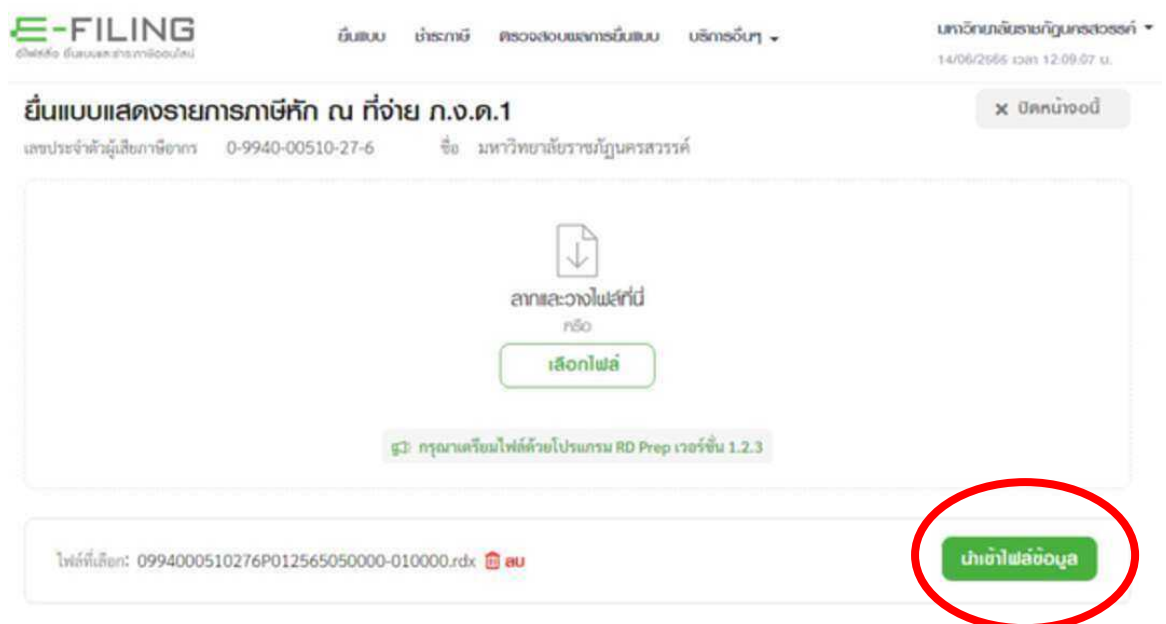 E-FILING
ยื่นแบบ ชำระภาษี ตรวจสอบผลการยื่นแบบ บริการอื่นๆ
มหาวิทยาลัยราชภัฏนครสวรรค์
14/06/2565 เวลา 12:09:07 น.
ยื่นแบบแสดงรายการภาษีหัก ณ ที่จ่าย ภ.ง.ด.1
ปิดหน้าจอนี้
เลขประจำตัวผู้เสียภาษีอากร 0-9940-00510-27-6 ชื่อ มหาวิทยาลัยราชภัฏนครสวรรค์
ลากและวางไฟล์ที่นี่
หรือ
เลือกไฟล์
กรุณาเตรียมไฟล์ด้วยโปรแกรม RD Prep เวอร์ชั่น 1.2.3
ไฟล์ที่เลือก: 0994000510276P012565050000-010000.rdx ลบ
นำเข้าไฟล์ข้อมูล